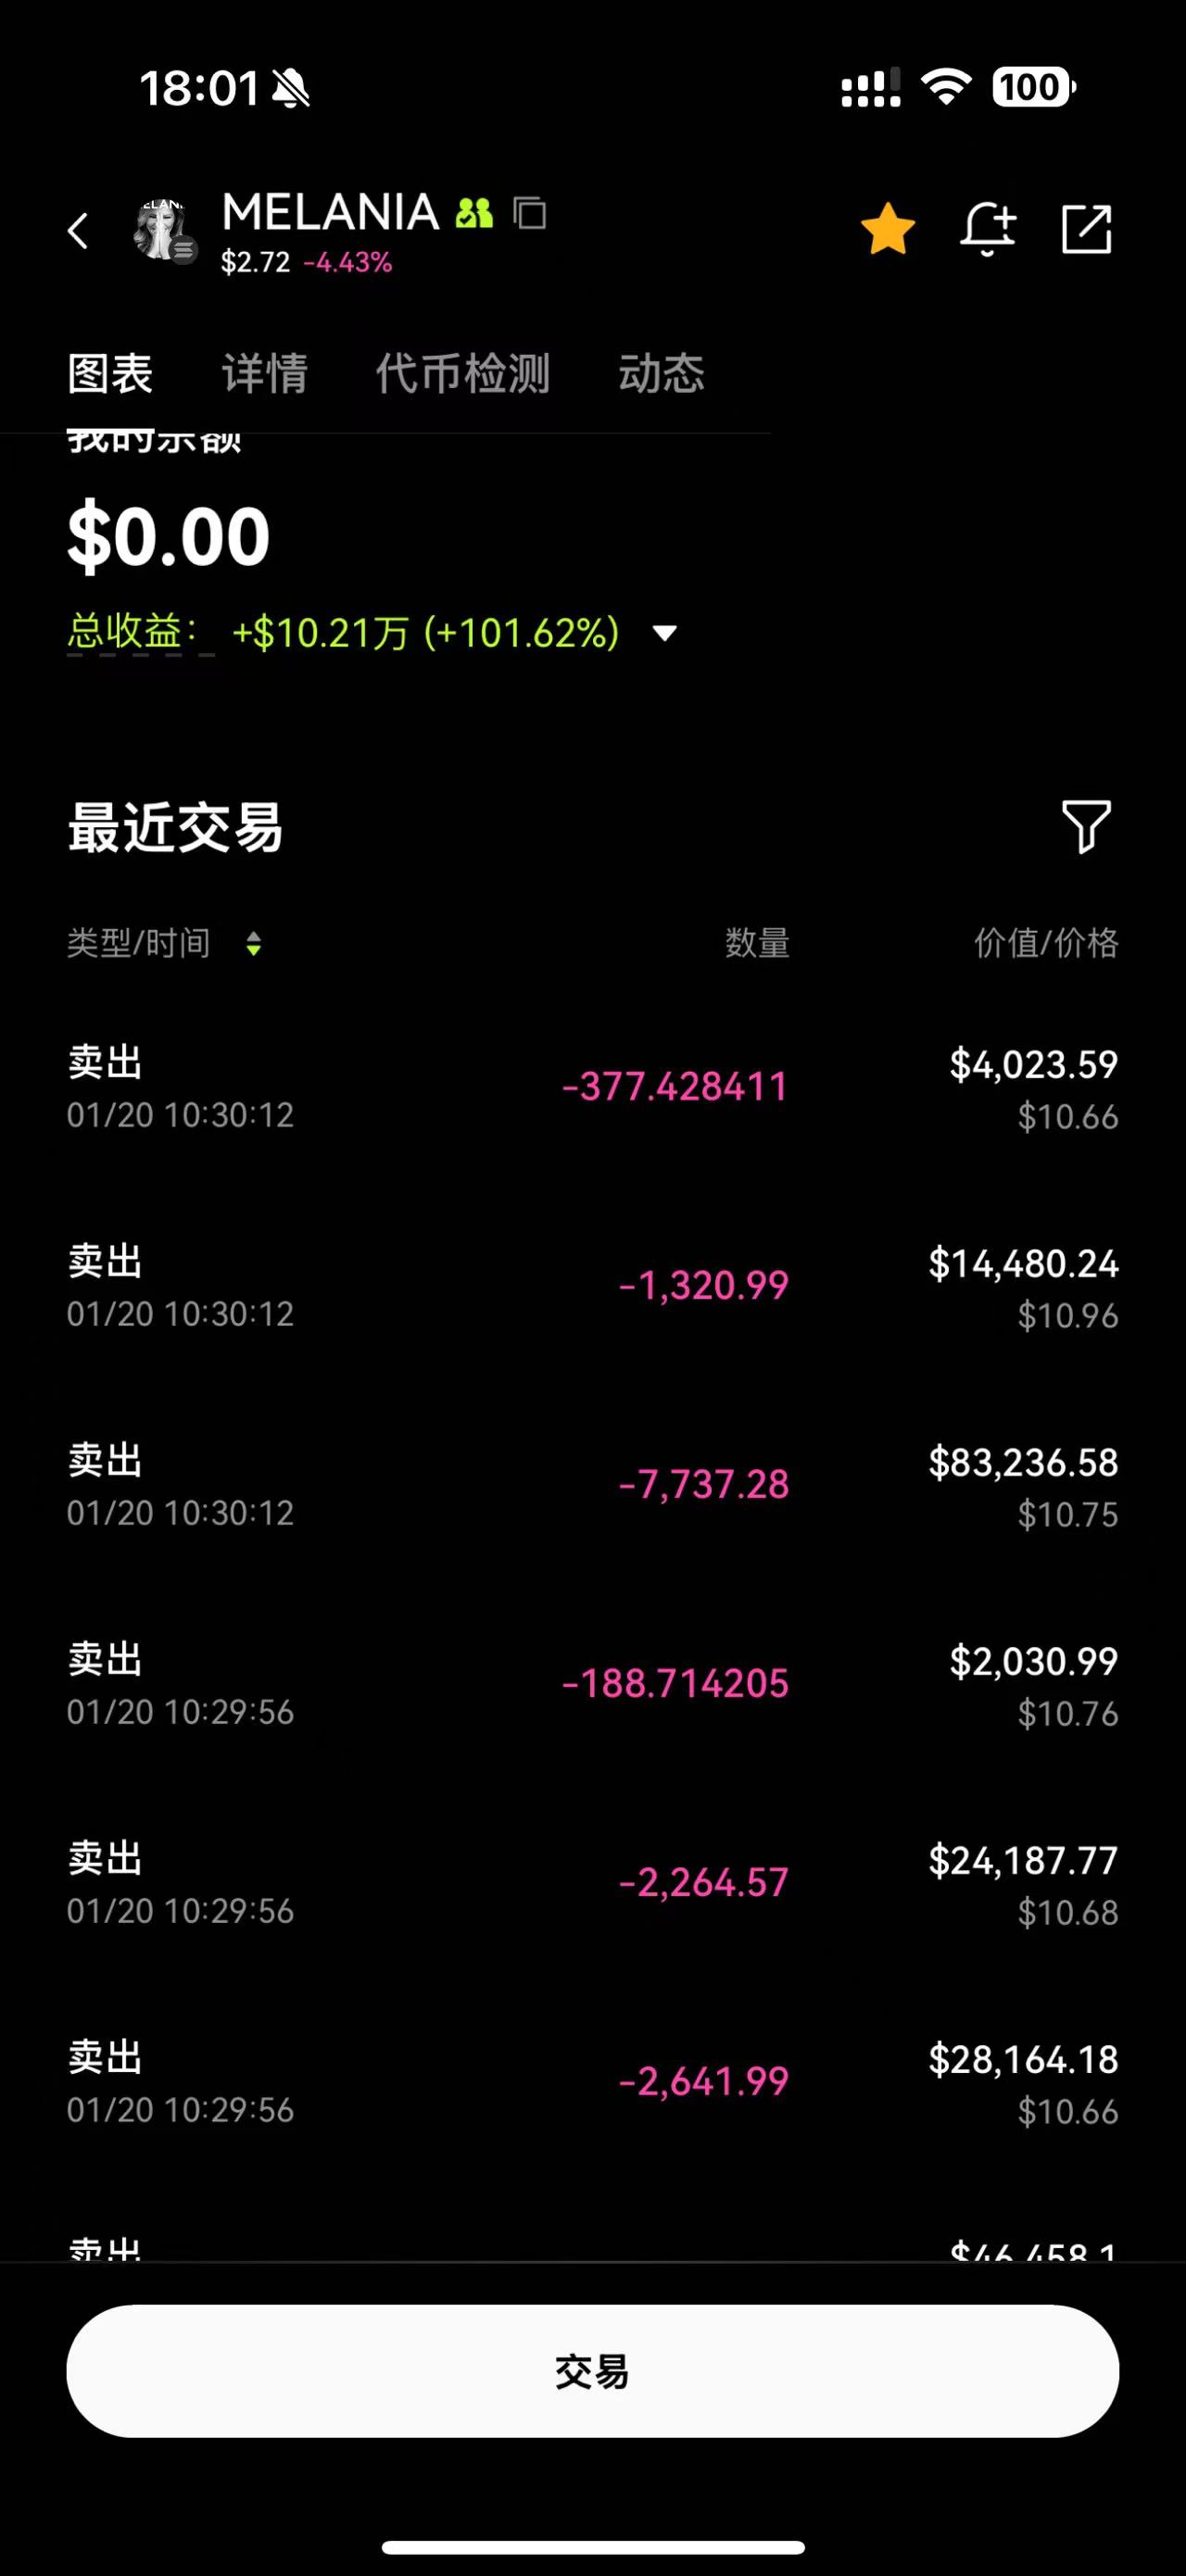 18:01
100
MELANIA
$2.72 -4.43%
图表 详情 代币检测 动态
我的余额
$0.00
总收益： +$10.21万 (+101.62%)
最近交易
类型/时间 数量 价值/价格
卖出 -377.428411 $4,023.59
01/20 10:30:12 $10.66
卖出 -1,320.99 $14,480.24
01/20 10:30:12 $10.96
卖出 -7,737.28 $83,236.58
01/20 10:30:12 $10.75
卖出 -188.714205 $2,030.99
01/20 10:29:56 $10.76
卖出 -2,264.57 $24,187.77
01/20 10:29:56 $10.68
卖出 -2,641.99 $28,164.18
01/20 10:29:56 $10.66
卖出 $46,458.1
交易